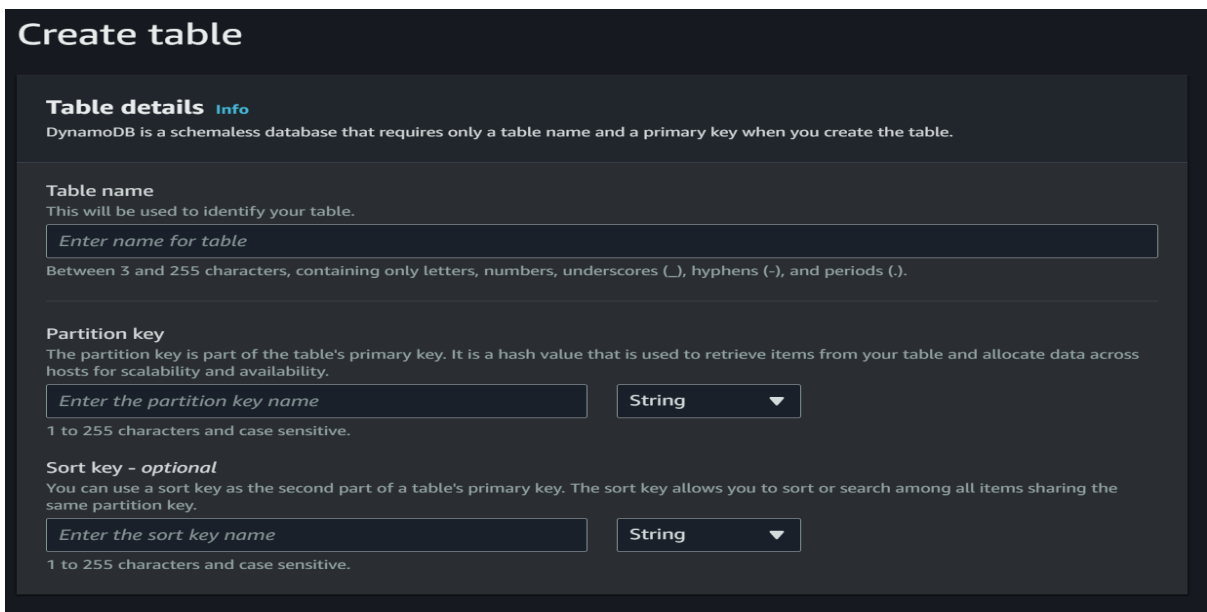 Create table
Table details Info
DynamoDB is a schemaless database that requires only a table name and a primary key when you create the table.
Table name
This will be used to identify your table.
Enter name for table
Between 3 and 255 characters, containing only letters, numbers, underscores (_), hyphens (-), and periods (.).
Partition key
The partition key is part of the table's primary key. It is a hash value that is used to retrieve items from your table and allocate data across
hosts for scalability and availability.
Enter the partition key name String
1 to 255 characters and case sensitive.
Sort key - optional
You can use a sort key as the second part of a table's primary key. The sort key allows you to sort or search among all items sharing the
same partition key.
Enter the sort key name String
1 to 255 characters and case sensitive.